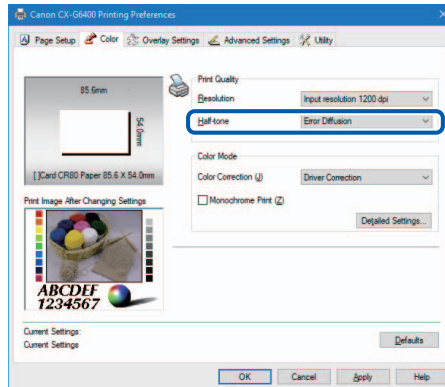 Canon CX-G6400 Printing Preferences
Page Setup Color Overlay Settings Advanced Settings Utility
85.6mm
54.0mm
[ ]Card CR80 Paper 85.6 X 54.0mm
Print Image After Changing Settings
ABCDEF
1234567
Current Settings:
Current Settings
Print Quality
Resolution Input resolution 1200 dpi
Half-tone Error Diffusion
Color Mode
Color Correction (J) Driver Correction
Monochrome Print (Z)
Detailed Settings...
Defaults
OK Cancel Apply Help